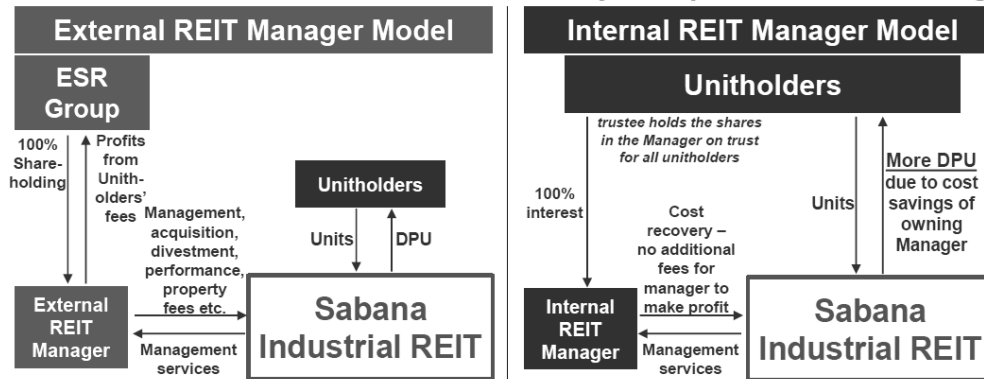 External REIT Manager Model
ESR
Group
100%
Share-
holding
Profits
from
Unith-
olders'
fees
Management,
acquisition,
divestment,
performance,
property
fees etc.
Unitholders
Units
DPU
External
REIT
Manager
Management
services
Sabana
Industrial REIT
Internal REIT Manager Model
Unitholders
trustee holds the shares
in the Manager on trust
for all unitholders
100%
interest
Cost
recovery –
no additional
fees for
manager to
make profit
Units
More DPU
due to cost
savings of
owning
Manager
Internal
REIT
Manager
Management
services
Sabana
Industrial REIT